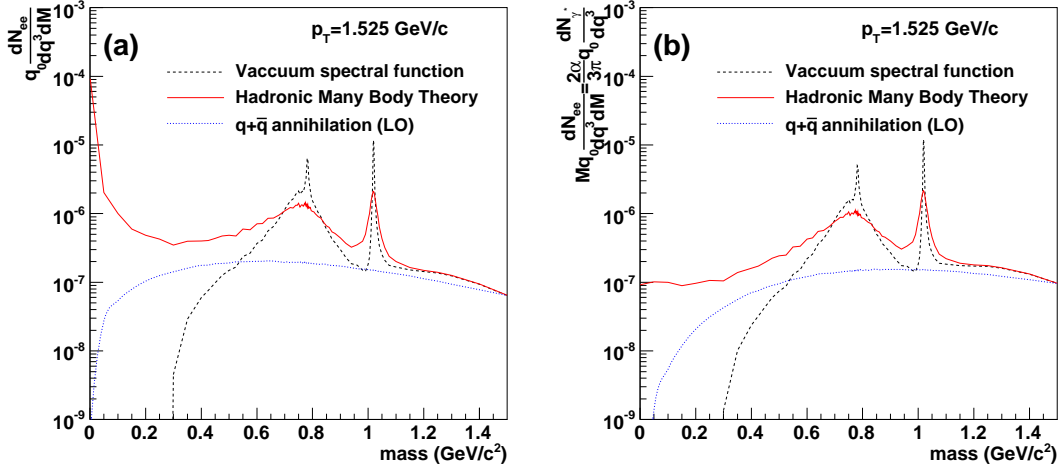 dN_ee
q_0 dq^3 dM
(a)
p_T=1.525 GeV/c
Vaccuum spectral function
Hadronic Many Body Theory
q+q̅ annihilation (LO)
10^-3
10^-4
10^-5
10^-6
10^-7
10^-8
10^-9
0 0.2 0.4 0.6 0.8 1 1.2 1.4
mass (GeV/c^2)
Mq_0 dN_ee/dq^3dM = 2α/3π q_0 dN_γ*/dq^3
(b)
p_T=1.525 GeV/c
Vaccuum spectral function
Hadronic Many Body Theory
q+q̅ annihilation (LO)
10^-3
10^-4
10^-5
10^-6
10^-7
10^-8
10^-9
0 0.2 0.4 0.6 0.8 1 1.2 1.4
mass (GeV/c^2)